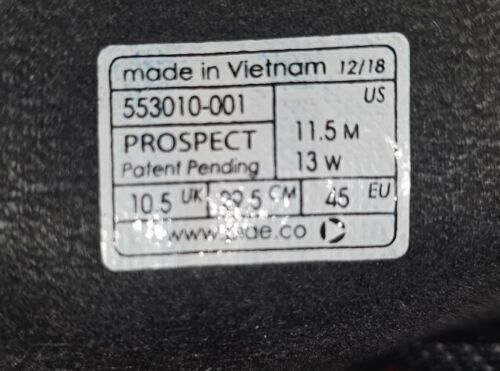 made in Vietnam 12/18
553010-001 US
PROSPECT 11.5 M
Patent Pending 13 W
10.5 UK CM 45 EU